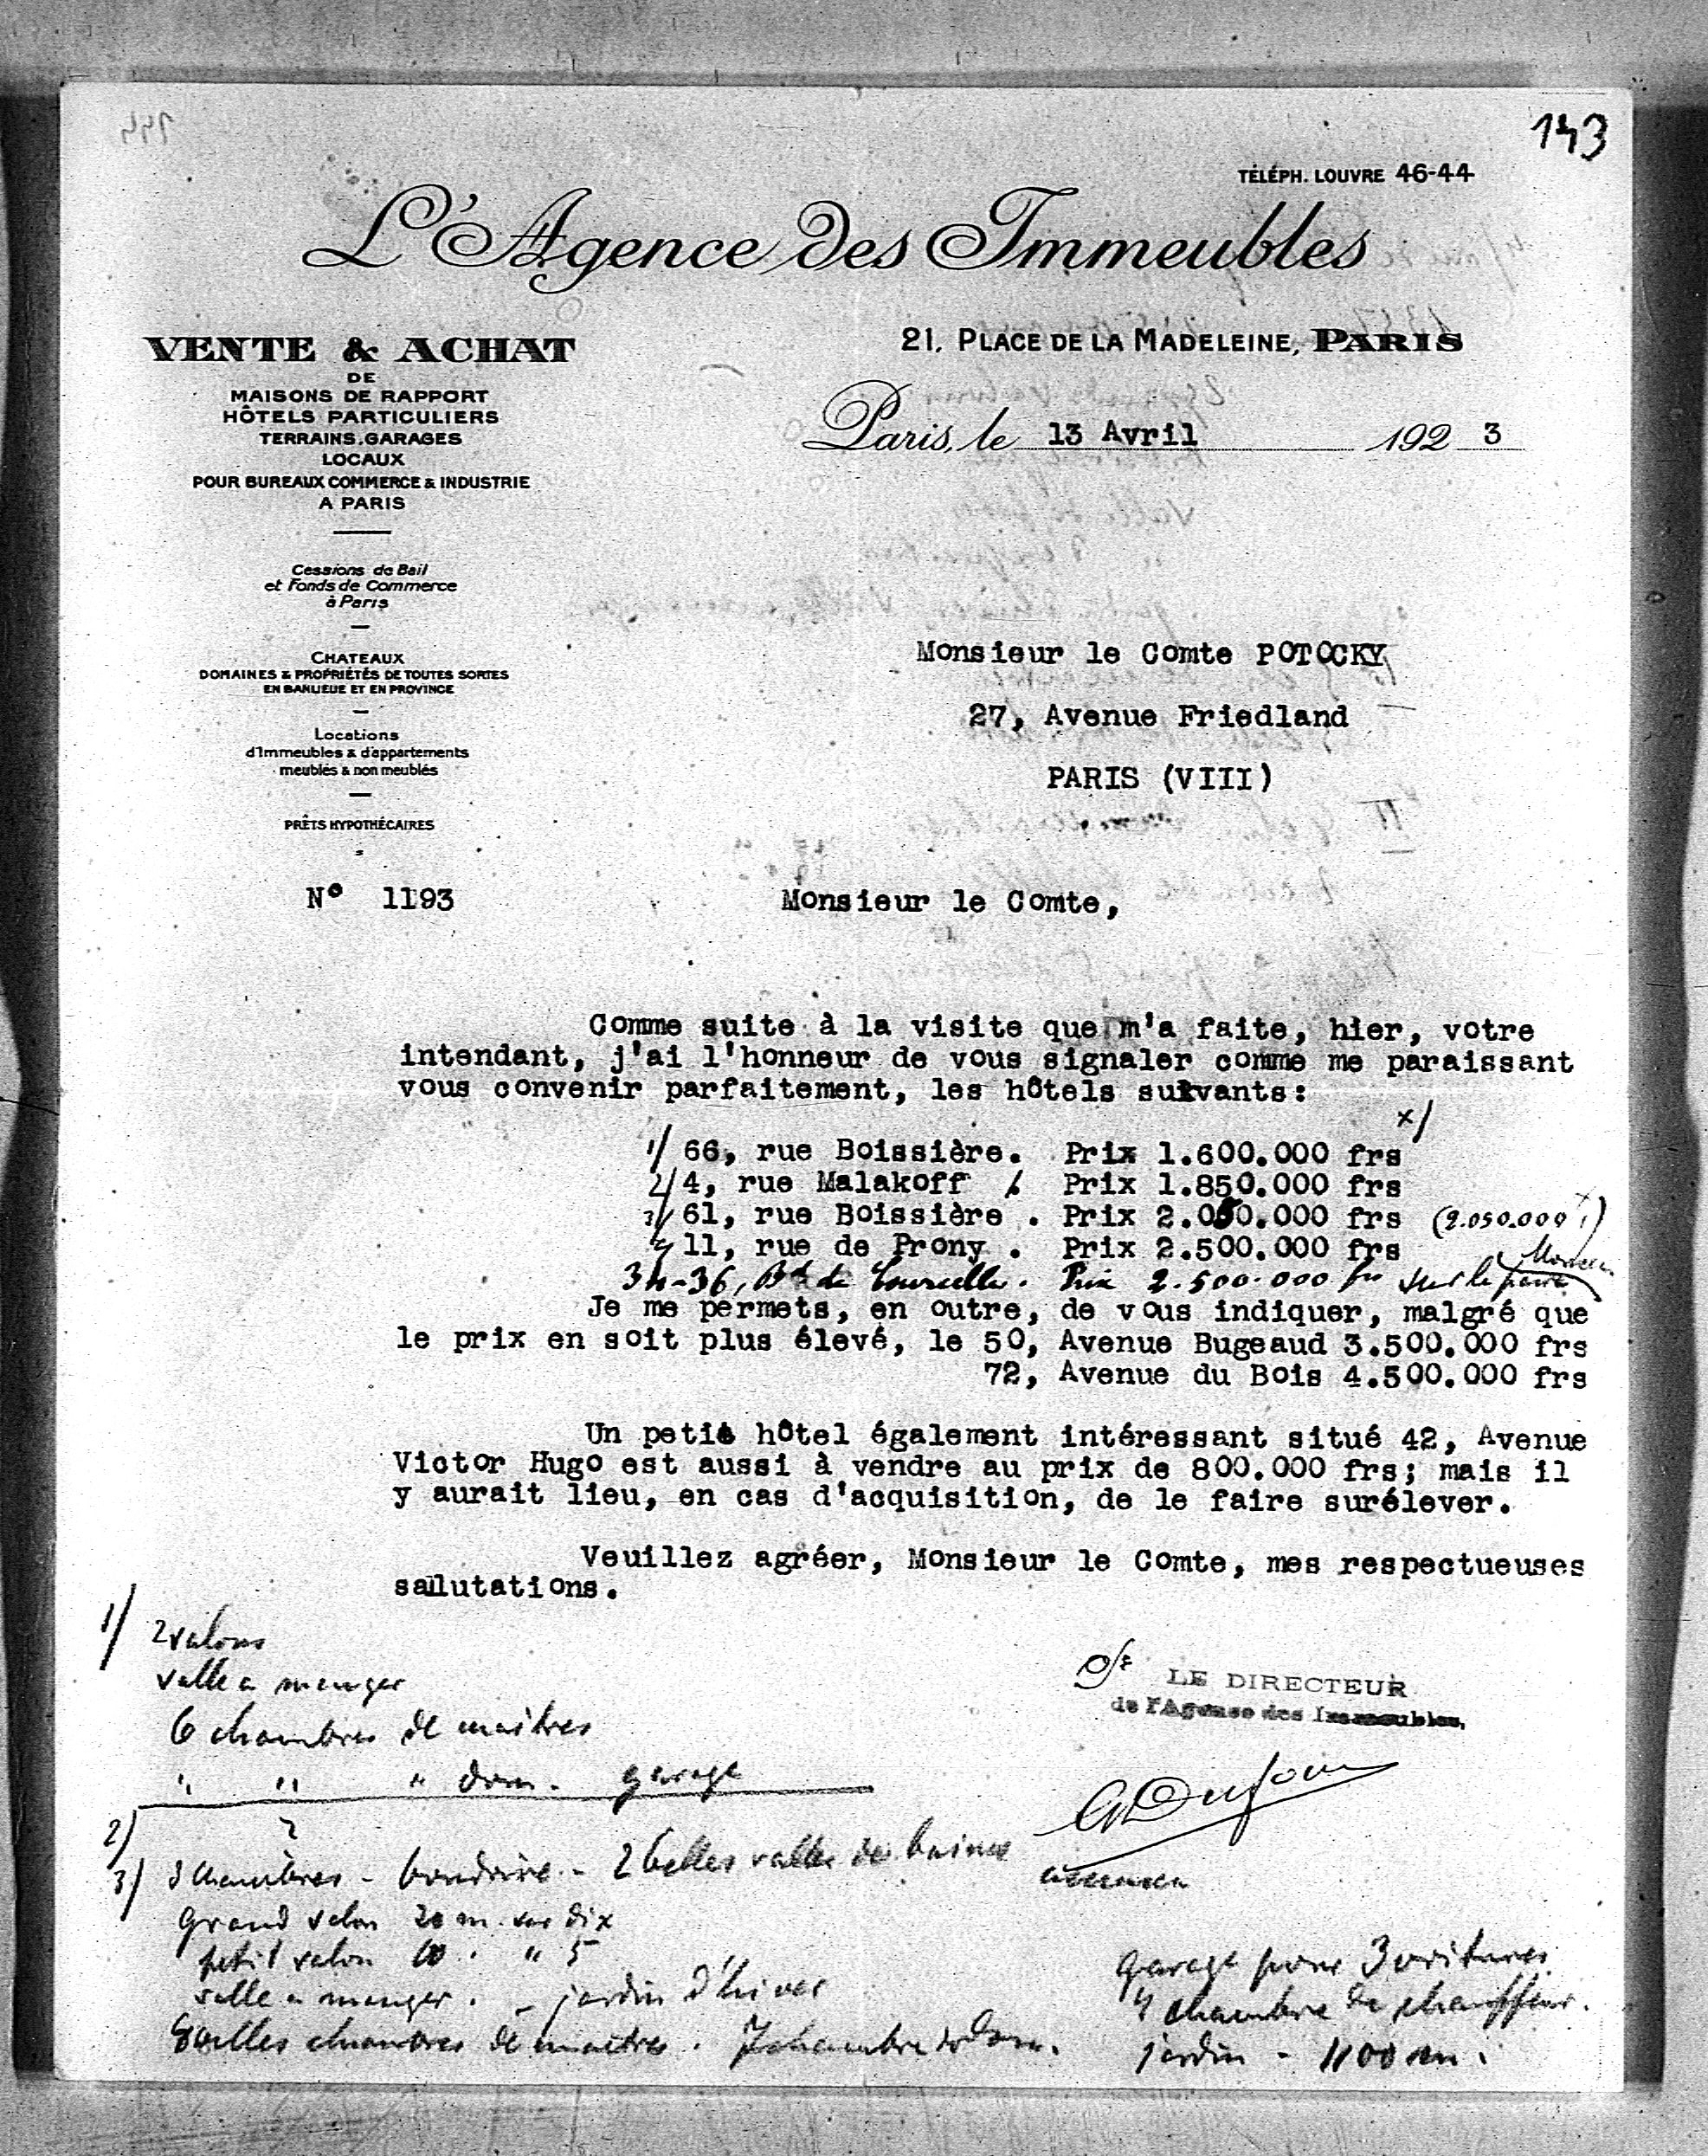 143
TÉLÉPH. LOUVRE 46-44
L'Agence des Immeubles
VENTE & ACHAT
DE
MAISONS DE RAPPORT
HÔTELS PARTICULIERS
TERRAINS, GARAGES
LOCAUX
POUR BUREAUX COMMERCE & INDUSTRIE
A PARIS
Cessions de Bail
et Fonds de Commerce
à Paris
CHATEAUX
DOMAINES & PROPRIÉTÉS DE TOUTES SORTES
EN BANLIEUE ET EN PROVINCE
Locations
d'Immeubles & d'appartements
meublés & non meublés
PRÊTS HYPOTHÉCAIRES
21, PLACE DE LA MADELEINE, PARIS
Paris, le 13 Avril 1923
Monsieur le Comte POTOCKY
27, Avenue Friedland
PARIS (VIII)
N° 1193
Monsieur le Comte,
Comme suite à la visite que m'a faite, hier, votre
intendant, j'ai l'honneur de vous signaler comme me paraissant
vous convenir parfaitement, les hôtels suivants:
x/
1/ 66, rue Boissière. Prix 1.600.000 frs
2/ 4, rue Malakoff . Prix 1.850.000 frs
3/ 61, rue Boissière . Prix 2.050.000 frs (2.050.000)
11, rue de Prony . Prix 2.500.000 frs
34-36, Bd de Courcelles. Prix 2.500.000 frs sur le parc Monceau
Je me permets, en outre, de vous indiquer, malgré que
le prix en soit plus élevé, le 50, Avenue Bugeaud 3.500.000 frs
72, Avenue du Bois 4.500.000 frs
Un petit hôtel également intéressant situé 42, Avenue
Victor Hugo est aussi à vendre au prix de 800.000 frs; mais il
y aurait lieu, en cas d'acquisition, de le faire surélever.
Veuillez agréer, Monsieur le Comte, mes respectueuses
salutations.
1/ 2 salons
salle a manger
6 chambres de maitres
" " " dom. garage
2) ?
3) 3 chambres - - 2 belles salles de bains
grand salon 20 m. sur dix
petit salon 10 . " 5
salle a manger. - jardin d'hiver
8 belles chambres de maitres. 7 chambres dom.
LE DIRECTEUR
de l'Agence des Immeubles,
G Dufour
garage pour 3 voitures
4 chambre de chauffeur.
jardin - 1100 m.